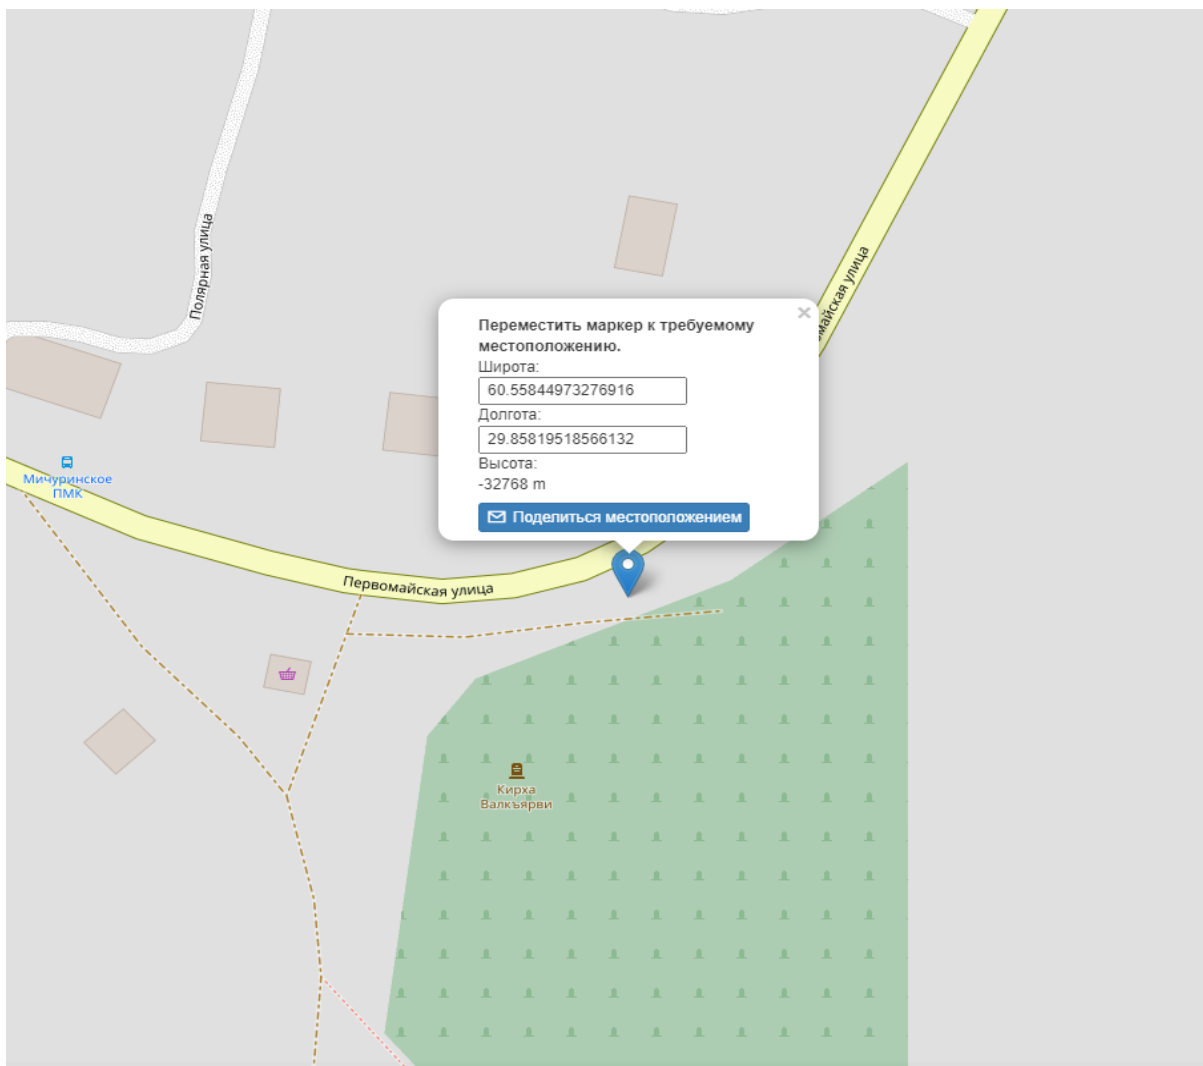 Полярная улица
Переместить маркер к требуемому
местоположению.
Широта:
60.55844973276916
Долгота:
29.85819518566132
Высота:
-32768 m
Поделиться местоположением
×
майская улица
Мичуринское
ПМК
Первомайская улица
Кирха
Валкъярви